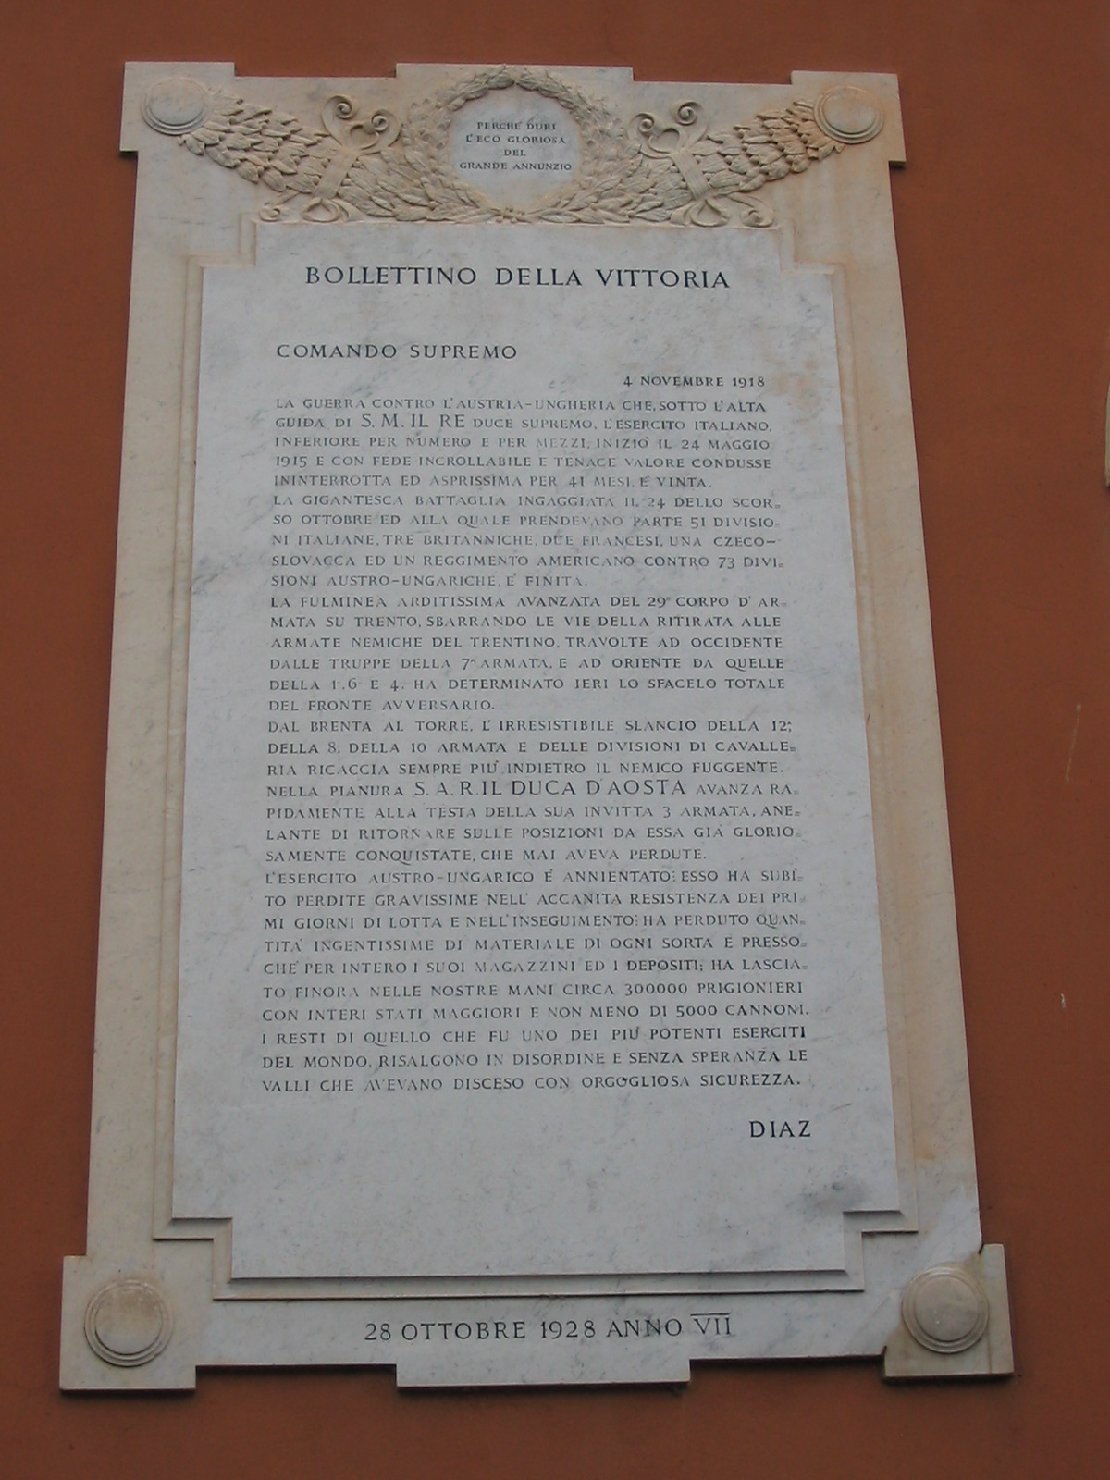 PERCHÈ DURI
L'ECO GLORIOSA
DEL
GRANDE ANNUNZIO
BOLLETTINO DELLA VITTORIA
COMANDO SUPREMO
4 NOVEMBRE 1918
LA GUERRA CONTRO L'AUSTRIA-UNGHERIA CHE, SOTTO L'ALTA
GUIDA DI S. M. IL RE DUCE SUPREMO, L'ESERCITO ITALIANO,
INFERIORE PER NUMERO E PER MEZZI, INIZIÒ IL 24 MAGGIO
1915 E CON FEDE INCROLLABILE E TENACE VALORE CONDUSSE
ININTERROTTA ED ASPRISSIMA PER 41 MESI, È VINTA.
LA GIGANTESCA BATTAGLIA INGAGGIATA IL 24 DELLO SCOR=
SO OTTOBRE ED ALLA QUALE PRENDEVANO PARTE 51 DIVISIO=
NI ITALIANE, TRE BRITANNICHE, DUE FRANCESI, UNA CZECO-
SLOVACCA ED UN REGGIMENTO AMERICANO CONTRO 73 DIVI=
SIONI AUSTRO-UNGARICHE, È FINITA.
LA FULMINEA ARDITISSIMA AVANZATA DEL 29° CORPO D'AR=
MATA SU TRENTO, SBARRANDO LE VIE DELLA RITIRATA ALLE
ARMATE NEMICHE DEL TRENTINO, TRAVOLTE AD OCCIDENTE
DALLE TRUPPE DELLA 7ª ARMATA, E AD ORIENTE DA QUELLE
DELLA 1, 6ª E 4, HA DETERMINATO IERI LO SFACELO TOTALE
DEL FRONTE AVVERSARIO.
DAL BRENTA AL TORRE, L'IRRESISTIBILE SLANCIO DELLA 12ª,
DELLA 8, DELLA 10 ARMATA E DELLE DIVISIONI DI CAVALLE=
RIA RICACCIA SEMPRE PIÙ INDIETRO IL NEMICO FUGGENTE.
NELLA PIANURA S. A. R. IL DUCA D'AOSTA AVANZA RA=
PIDAMENTE ALLA TESTA DELLA SUA INVITTA 3 ARMATA, ANE=
LANTE DI RITORNARE SULLE POSIZIONI DA ESSA GIÀ GLORIO=
SAMENTE CONQUISTATE, CHE MAI AVEVA PERDUTE.
L'ESERCITO AUSTRO-UNGARICO È ANNIENTATO: ESSO HA SUBI=
TO PERDITE GRAVISSIME NELL'ACCANITA RESISTENZA DEI PRI=
MI GIORNI DI LOTTA E NELL'INSEGUIMENTO: HA PERDUTO QUAN=
TITÀ INGENTISSIME DI MATERIALE DI OGNI SORTA E PRESSO=
CHÉ PER INTERO I SUOI MAGAZZINI ED I DEPOSITI; HA LASCIA=
TO FINORA NELLE NOSTRE MANI CIRCA 300000 PRIGIONIERI
CON INTERI STATI MAGGIORI E NON MENO DI 5000 CANNONI.
I RESTI DI QUELLO CHE FU UNO DEI PIÙ POTENTI ESERCITI
DEL MONDO, RISALGONO IN DISORDINE E SENZA SPERANZA LE
VALLI CHE AVEVANO DISCESO CON ORGOGLIOSA SICUREZZA.
DIAZ
28 OTTOBRE 1928 ANNO VII